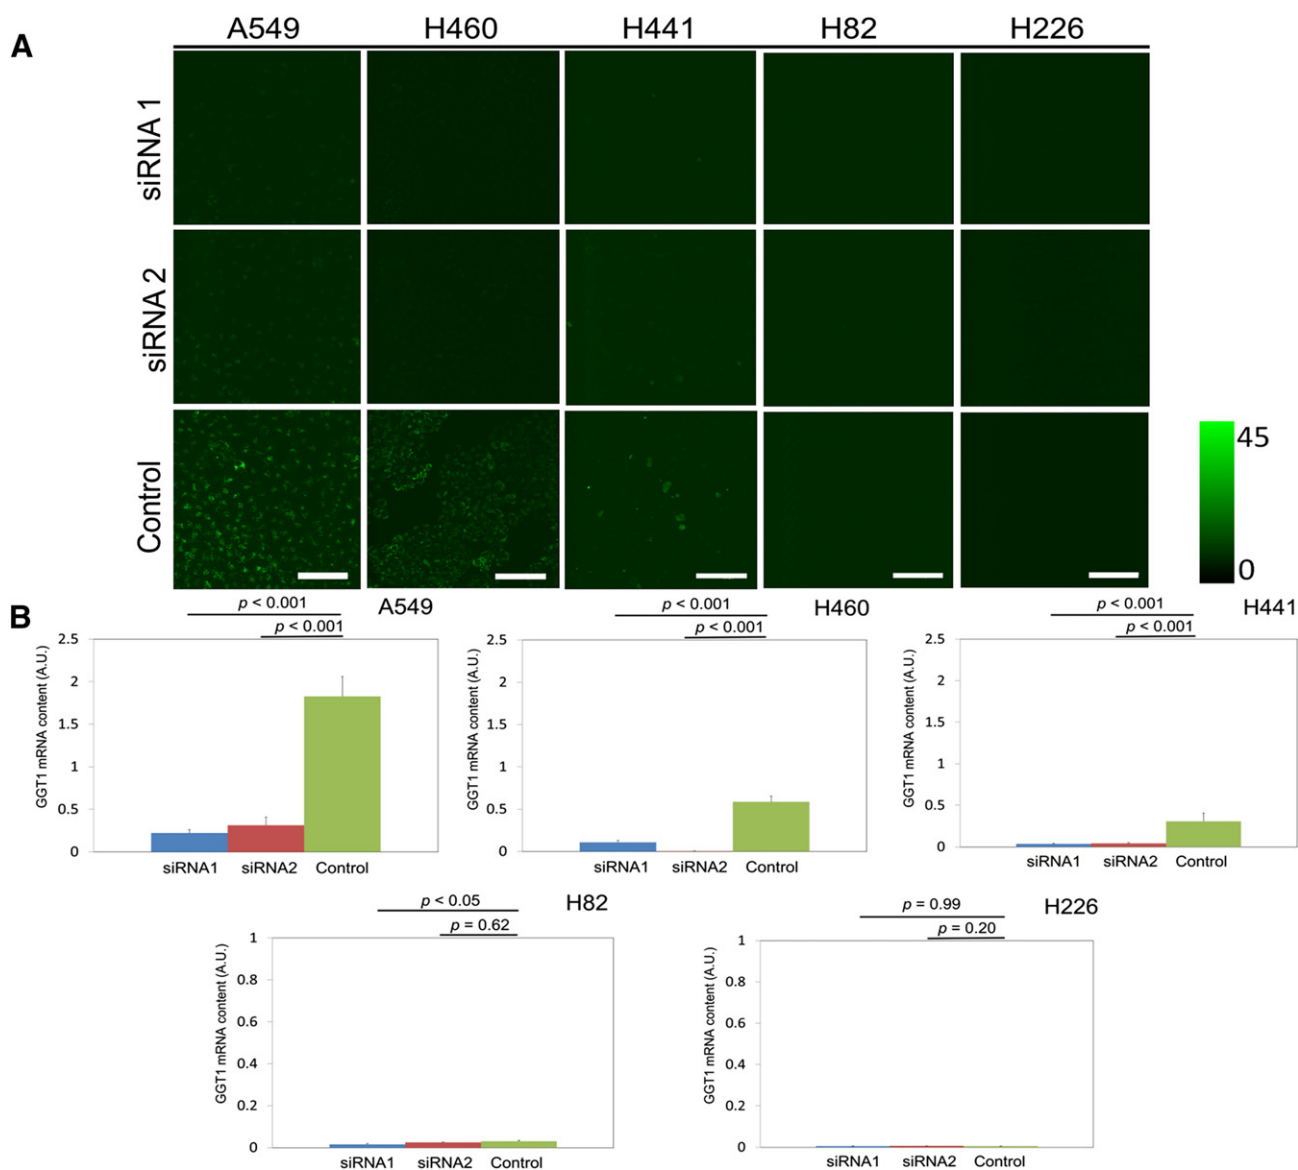 A
A549 H460 H441 H82 H226
siRNA 1
siRNA 2
Control
45
0
B
p < 0.001 A549
p < 0.001
2.5
2
1.5
1
0.5
0
GGT1 mRNA content (A.U.)
siRNA1 siRNA2 Control
p < 0.001 H460
p < 0.001
2.5
2
1.5
1
0.5
0
GGT1 mRNA content (A.U.)
siRNA1 siRNA2 Control
p < 0.001 H441
p < 0.001
2.5
2
1.5
1
0.5
0
GGT1 mRNA content (A.U.)
siRNA1 siRNA2 Control
p < 0.05 H82
p = 0.62
1
0.8
0.6
0.4
0.2
0
GGT1 mRNA content (A.U.)
siRNA1 siRNA2 Control
p = 0.99 H226
p = 0.20
1
0.8
0.6
0.4
0.2
0
GGT1 mRNA content (A.U.)
siRNA1 siRNA2 Control